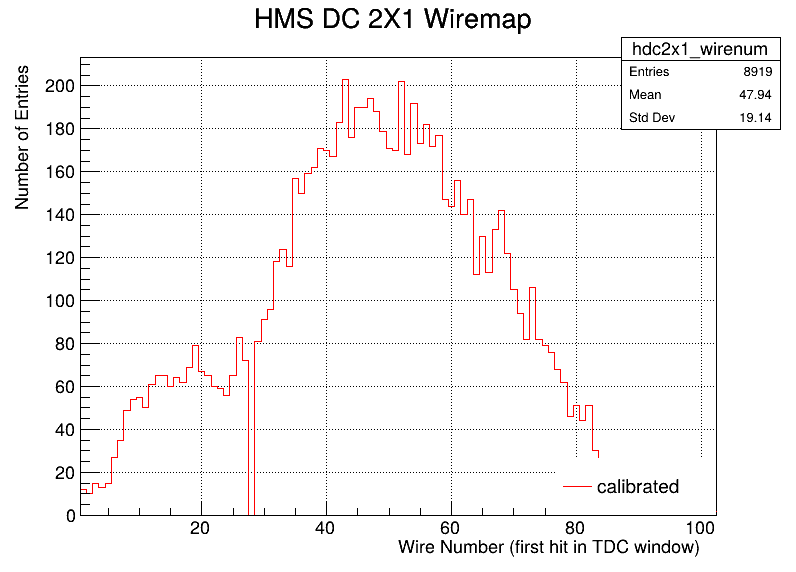 HMS DC 2X1 Wiremap
hdc2x1_wirenum
Entries 8919
Mean 47.94
Std Dev 19.14
Number of Entries
200
180
160
140
120
100
80
60
40
20
0
20 40 60 80 100
calibrated
Wire Number (first hit in TDC window)